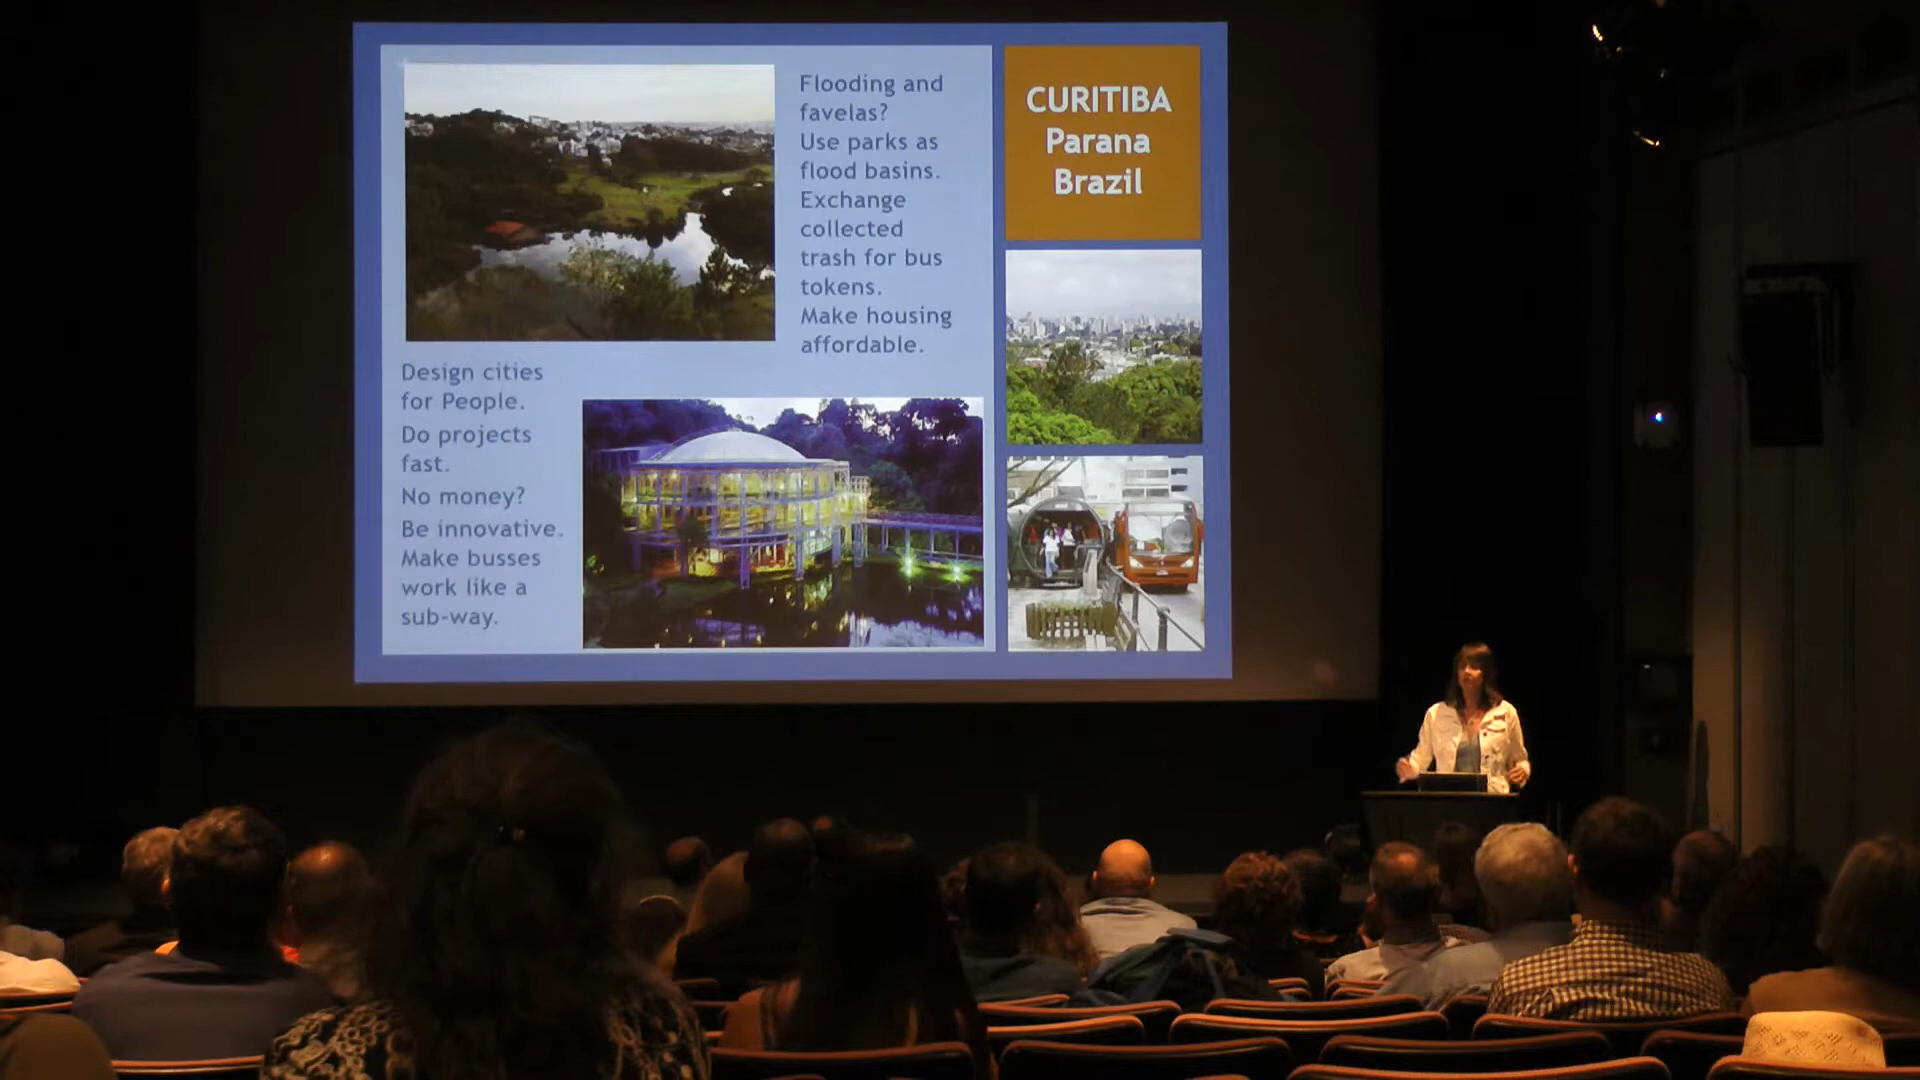 Flooding and
favelas?
Use parks as
flood basins.
Exchange
collected
trash for bus
tokens.
Make housing
affordable.
Design cities
for People.
Do projects
fast.
No money?
Be innovative.
Make busses
work like a
sub-way.
CURITIBA
Parana
Brazil